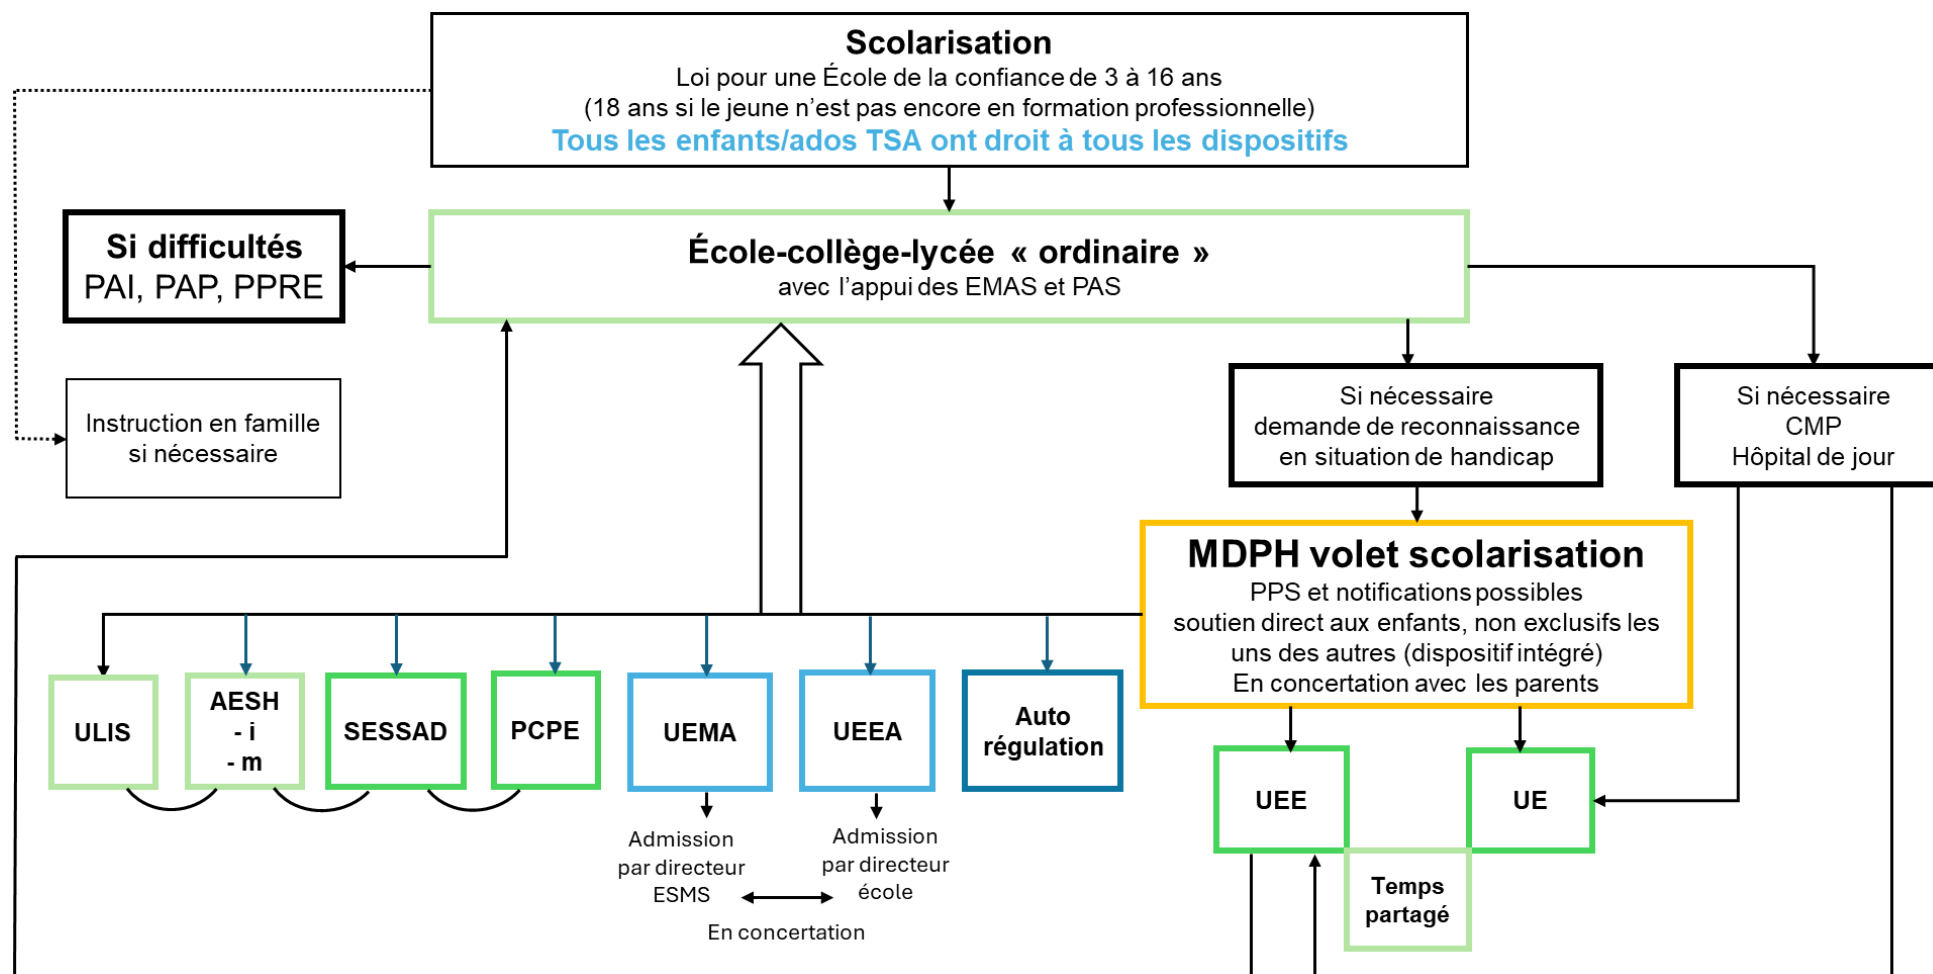 Scolarisation
Loi pour une École de la confiance de 3 à 16 ans
(18 ans si le jeune n’est pas encore en formation professionnelle)
Tous les enfants/ados TSA ont droit à tous les dispositifs
Si difficultés
PAI, PAP, PPRE
École-collège-lycée « ordinaire »
avec l’appui des EMAS et PAS
Instruction en famille
si nécessaire
Si nécessaire
demande de reconnaissance
en situation de handicap
Si nécessaire
CMP
Hôpital de jour
MDPH volet scolarisation
PPS et notifications possibles
soutien direct aux enfants, non exclusifs les
uns des autres (dispositif intégré)
En concertation avec les parents
ULIS
AESH
- i
- m
SESSAD
PCPE
UEMA
UEEA
Auto
régulation
UEE
UE
Admission
par directeur
ESMS
Admission
par directeur
école
En concertation
Temps
partagé